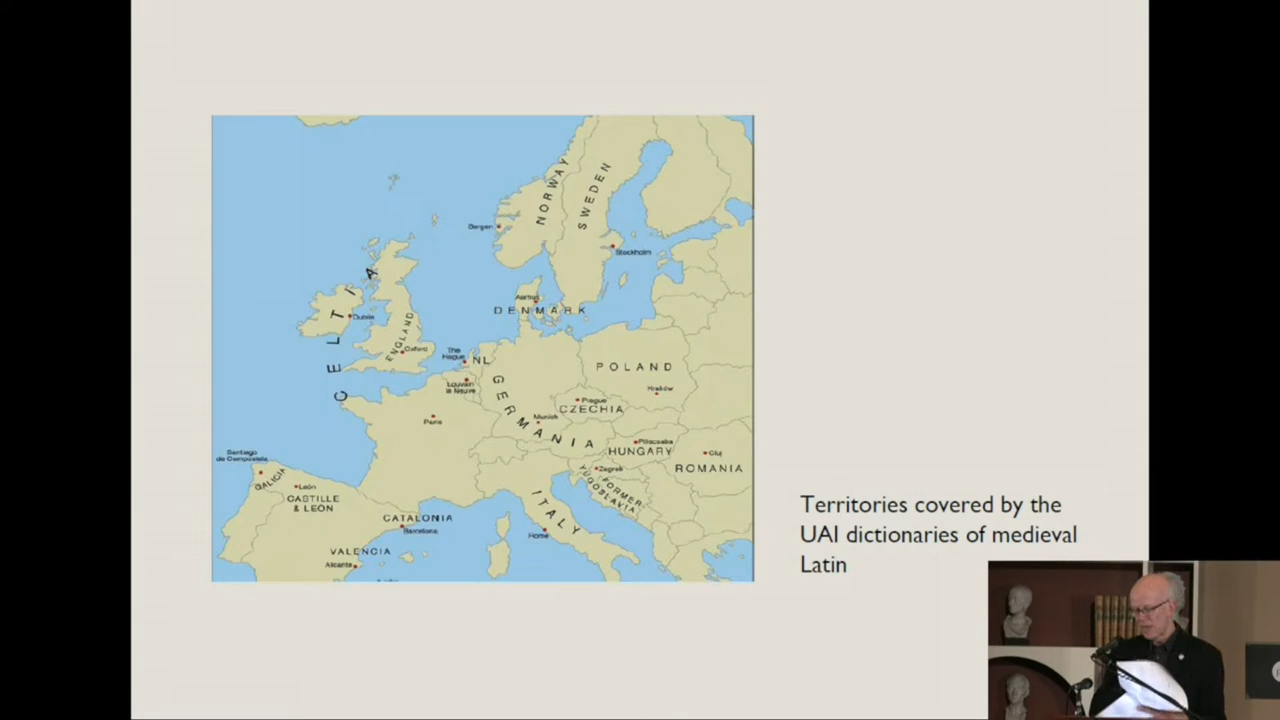 NORWAY
SWEDEN
Bergen
Stockholm
CELTIA
Aarhus
DENMARK
Dublin
ENGLAND
Oxford
The
Hague
NL
Louvain
la Neuve
GERMANIA
POLAND
Kraków
Prague
CZECHIA
Paris
Munich
Piliscsaba
HUNGARY
Cluj
ROMANIA
Santiago
de Compostela
GALICIA
León
CASTILLE
& LEON
Zagreb
FORMER
YUGOSLAVIA
ITALY
Rome
CATALONIA
Barcelona
VALENCIA
Alicante
Territories covered by the
UAI dictionaries of medieval
Latin